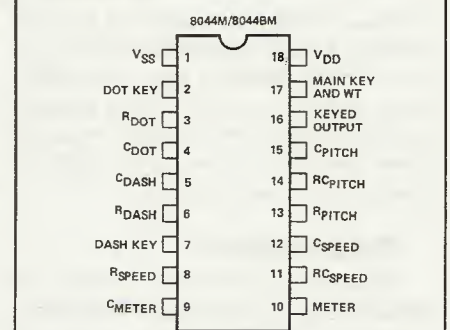 8044M/8044BM
VSS 1 18 VDD
DOT KEY 2 17 MAIN KEY
AND WT
RDOT 3 16 KEYED
OUTPUT
CDOT 4 15 CPITCH
CDASH 5 14 RCPITCH
RDASH 6 13 RPITCH
DASH KEY 7 12 CSPEED
RSPEED 8 11 RCSPEED
CMETER 9 10 METER